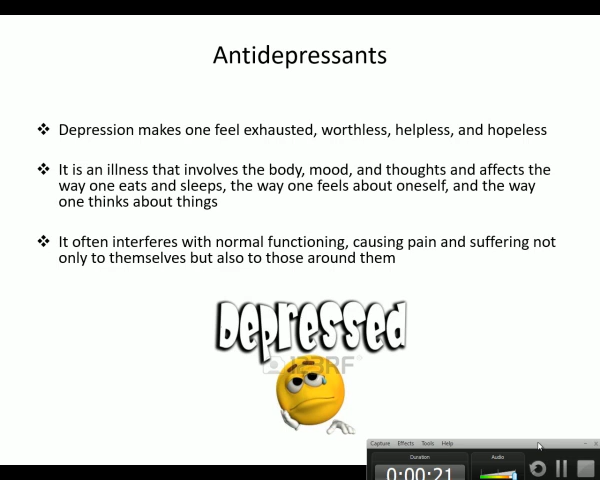 Antidepressants
❖ Depression makes one feel exhausted, worthless, helpless, and hopeless
❖ It is an illness that involves the body, mood, and thoughts and affects the
way one eats and sleeps, the way one feels about oneself, and the way
one thinks about things
❖ It often interferes with normal functioning, causing pain and suffering not
only to themselves but also to those around them
Depressed
123RF
Capture Effects Tools Help
Duration Audio
0:00:21